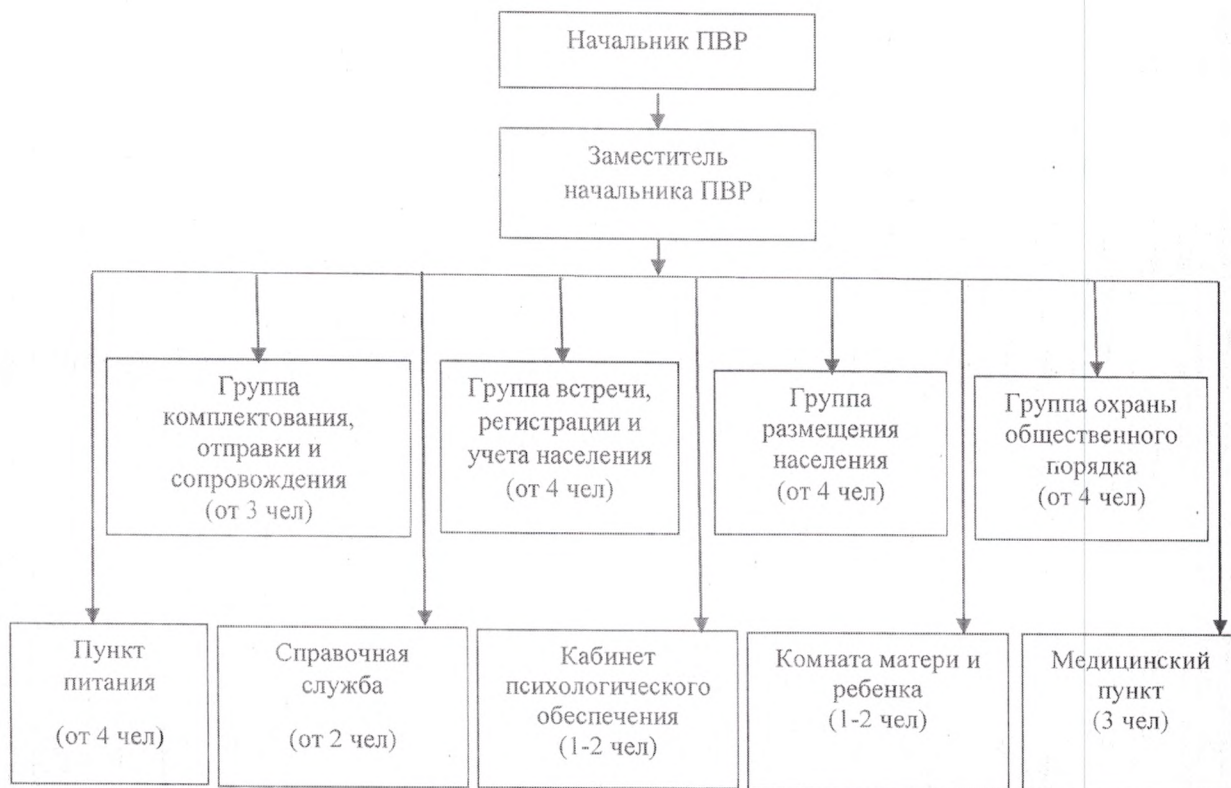 Начальник ПВР
Заместитель
начальника ПВР
Группа
комплектования,
отправки и
сопровождения
(от 3 чел)
Группа встречи,
регистрации и
учета населения
(от 4 чел)
Группа
размещения
населения
(от 4 чел)
Группа охраны
общественного
порядка
(от 4 чел)
Пункт
питания
(от 4 чел)
Справочная
служба
(от 2 чел)
Кабинет
психологического
обеспечения
(1-2 чел)
Комната матери и
ребенка
(1-2 чел)
Медицинский
пункт
(3 чел)